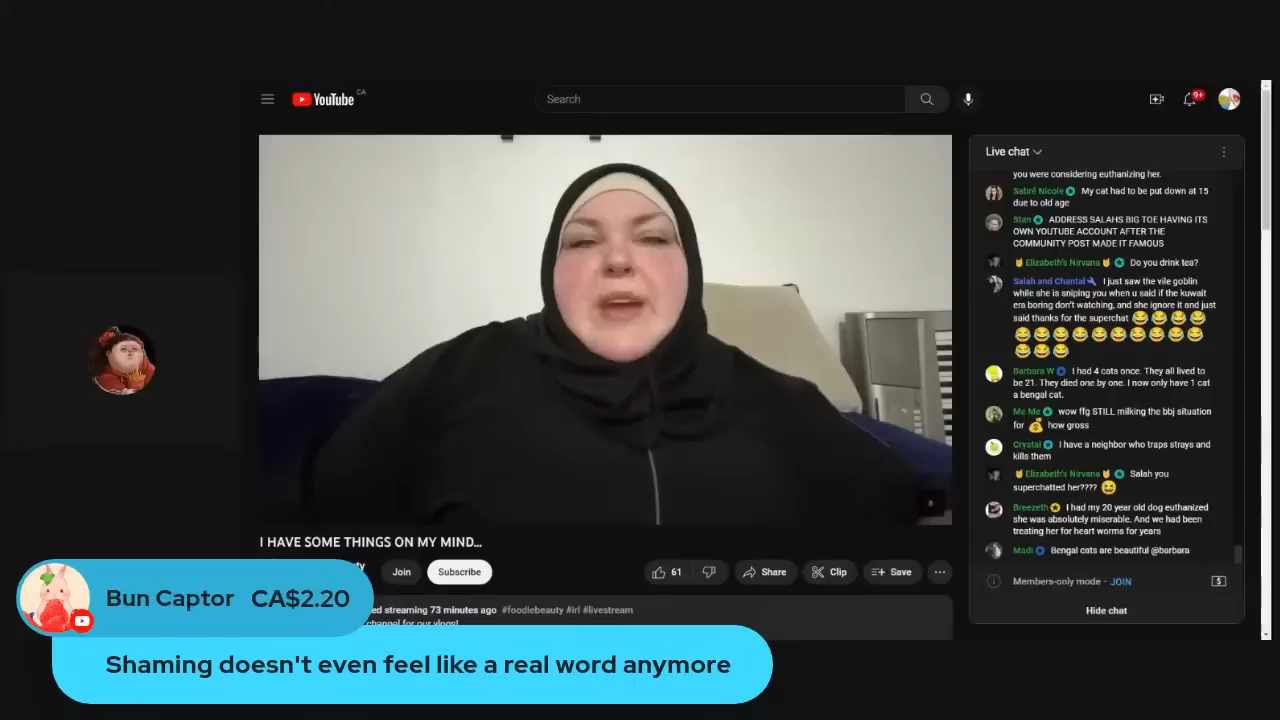 YouTube CA
Search
9+
Live chat
you were considering euthanizing her.
Sabré Nicole My cat had to be put down at 15
due to old age
Stan ADDRESS SALAHS BIG TOE HAVING ITS
OWN YOUTUBE ACCOUNT AFTER THE
COMMUNITY POST MADE IT FAMOUS
Elizabeth's Nirvana Do you drink tea?
Salah and Chantal I just saw the vile goblin
while she is sniping you when u said if the kuwait
era boring don't watching, and she ignore it and just
said thanks for the superchat
Barbara W I had 4 cats once. They all lived to
be 21. They died one by one. I now only have 1 cat
a bengal cat.
Me Me wow ffg STILL milking the bbj situation
for 💰 how gross
Crystal I have a neighbor who traps strays and
kills them
Elizabeth's Nirvana Salah you
superchatted her????
Breezeth I had my 20 year old dog euthanized
she was absolutely miserable. And we had been
treating her for heart worms for years
Madi Bengal cats are beautiful @barbara
Members-only mode - JOIN
Hide chat
I HAVE SOME THINGS ON MY MIND...
Join
Subscribe
61
Share
Clip
Save
ed streaming 73 minutes ago #foodiebeauty #irl #livestream
channel for our vlogs!
Bun Captor CA$2.20
Shaming doesn't even feel like a real word anymore